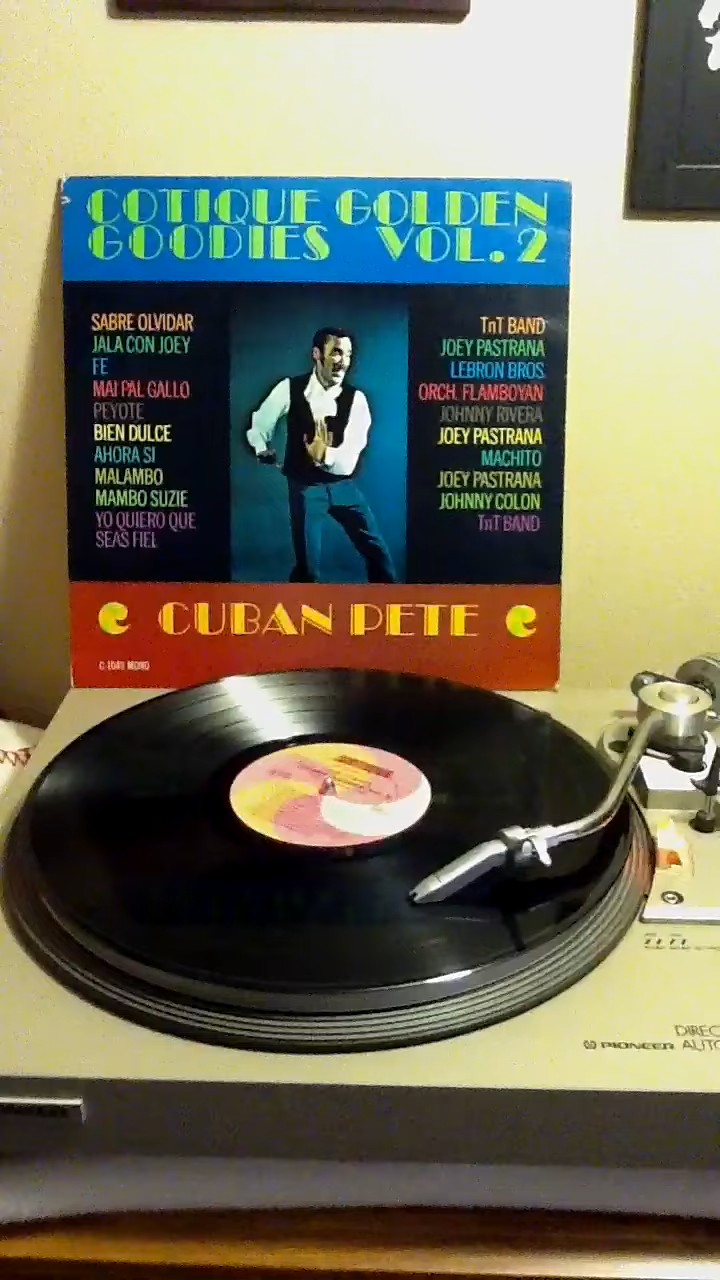 COTIQUE GOLDEN
GOODIES VOL. 2
SABRE OLVIDAR
JALA CON JOEY
FE
MAI PAL GALLO
PEYOTE
BIEN DULCE
AHORA SI
MALAMBO
MAMBO SUZIE
YO QUIERO QUE
SEAS FIEL
TnT BAND
JOEY PASTRANA
LEBRON BROS.
ORCH. FLAMBOYAN
JOHNNY RIVERA
JOEY PASTRANA
MACHITO
JOEY PASTRANA
JOHNNY COLON
TnT BAND
CUBAN PETE
MONO
DIREC
PIONEER AUTO